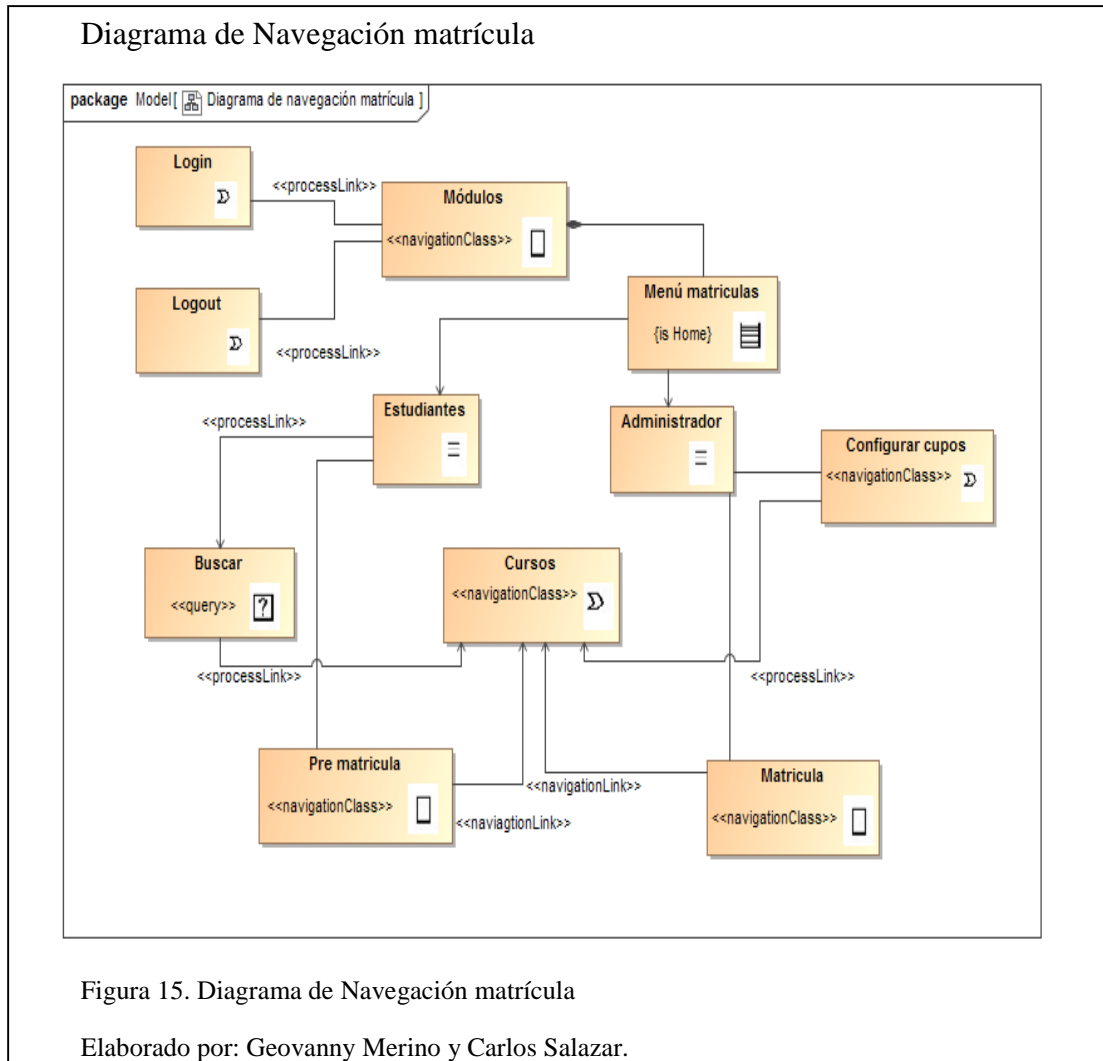 Diagrama de Navegación matrícula
package Model[ Diagrama de navegación matrícula ]
Login
<<processLink>>
Módulos
<<navigationClass>>
Logout
<<processLink>>
Menú matriculas
{is Home}
Estudiantes
<<processLink>>
Administrador
Configurar cupos
<<navigationClass>>
Buscar
<<query>>
?
Cursos
<<navigationClass>>
<<processLink>>
<<processLink>>
Pre matricula
<<navigationClass>>
<<naviagtionLink>>
<<navigationLink>>
Matricula
<<navigationClass>>
Figura 15. Diagrama de Navegación matrícula
Elaborado por: Geovanny Merino y Carlos Salazar.